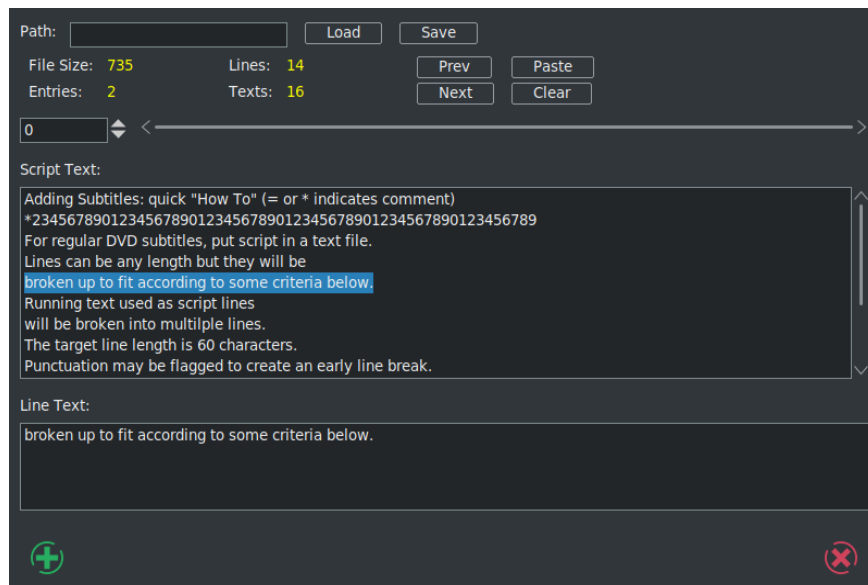 Path: Load Save
File Size: 735 Lines: 14 Prev Paste
Entries: 2 Texts: 16 Next Clear
0
Script Text:
Adding Subtitles: quick "How To" (= or * indicates comment)
*23456789012345678901234567890123456789012345678901234567​89
For regular DVD subtitles, put script in a text file.
Lines can be any length but they will be
broken up to fit according to some criteria below.
Running text used as script lines
will be broken into multilple lines.
The target line length is 60 characters.
Punctuation may be flagged to create an early line break.
Line Text:
broken up to fit according to some criteria below.